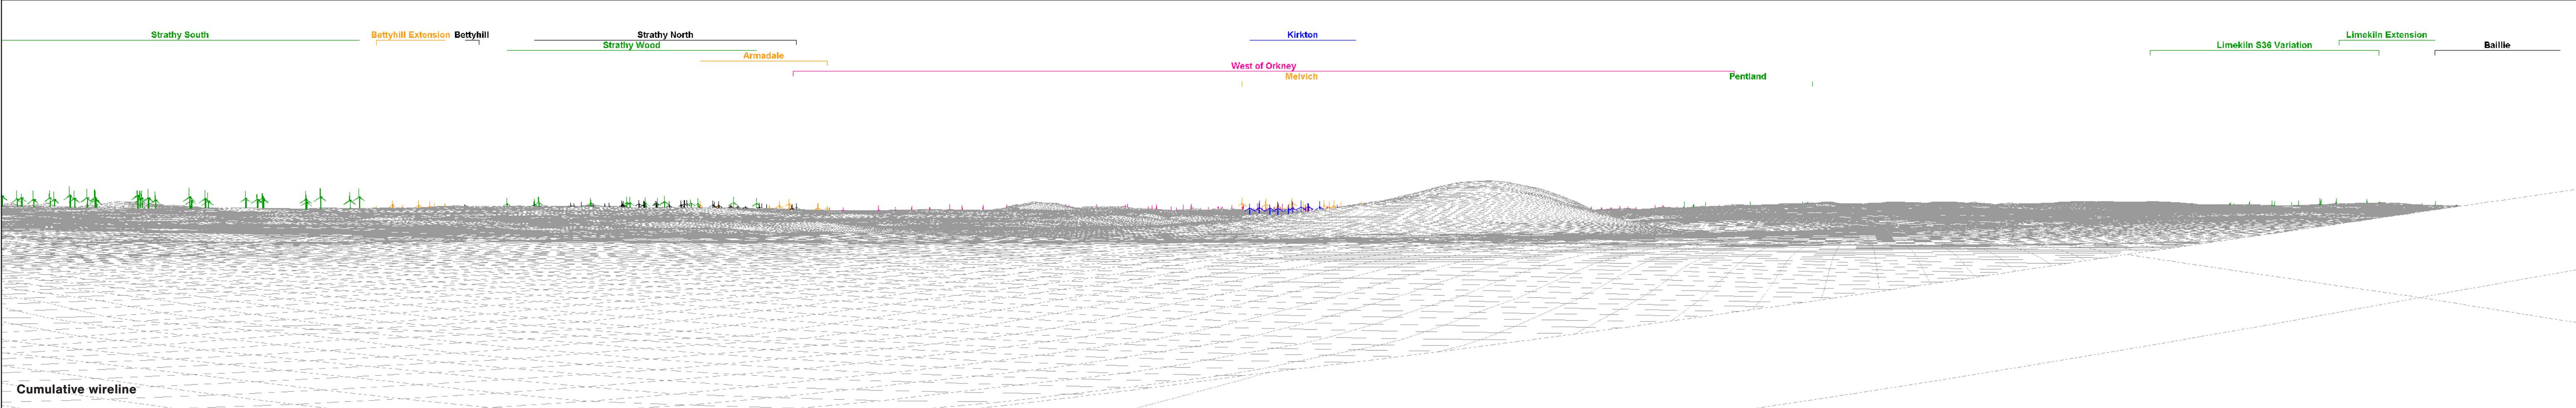 Strathy South
Bettyhill Extension
Bettyhill
Strathy North
Kirkton
Limekiln Extension
Strathy Wood
Limekiln S36 Variation
Baillie
Armadale
West of Orkney
Melvich
Pentland
Cumulative wireline